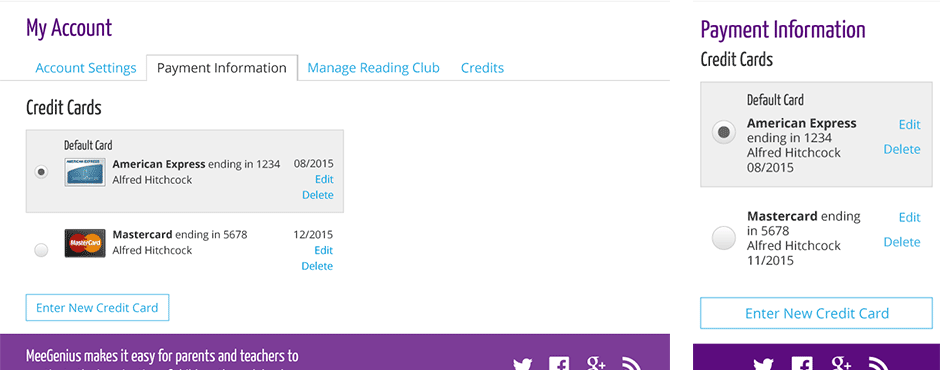 My Account
Account Settings Payment Information Manage Reading Club Credits
Credit Cards
Default Card
AMERICAN EXPRESS
American Express ending in 1234 08/2015
Alfred Hitchcock Edit
Delete
MasterCard
Mastercard ending in 5678 12/2015
Alfred Hitchcock Edit
Delete
Enter New Credit Card
MeeGenius makes it easy for parents and teachers to
Payment Information
Credit Cards
Default Card
American Express Edit
ending in 1234
Alfred Hitchcock Delete
08/2015
Mastercard ending Edit
in 5678
Alfred Hitchcock Delete
11/2015
Enter New Credit Card